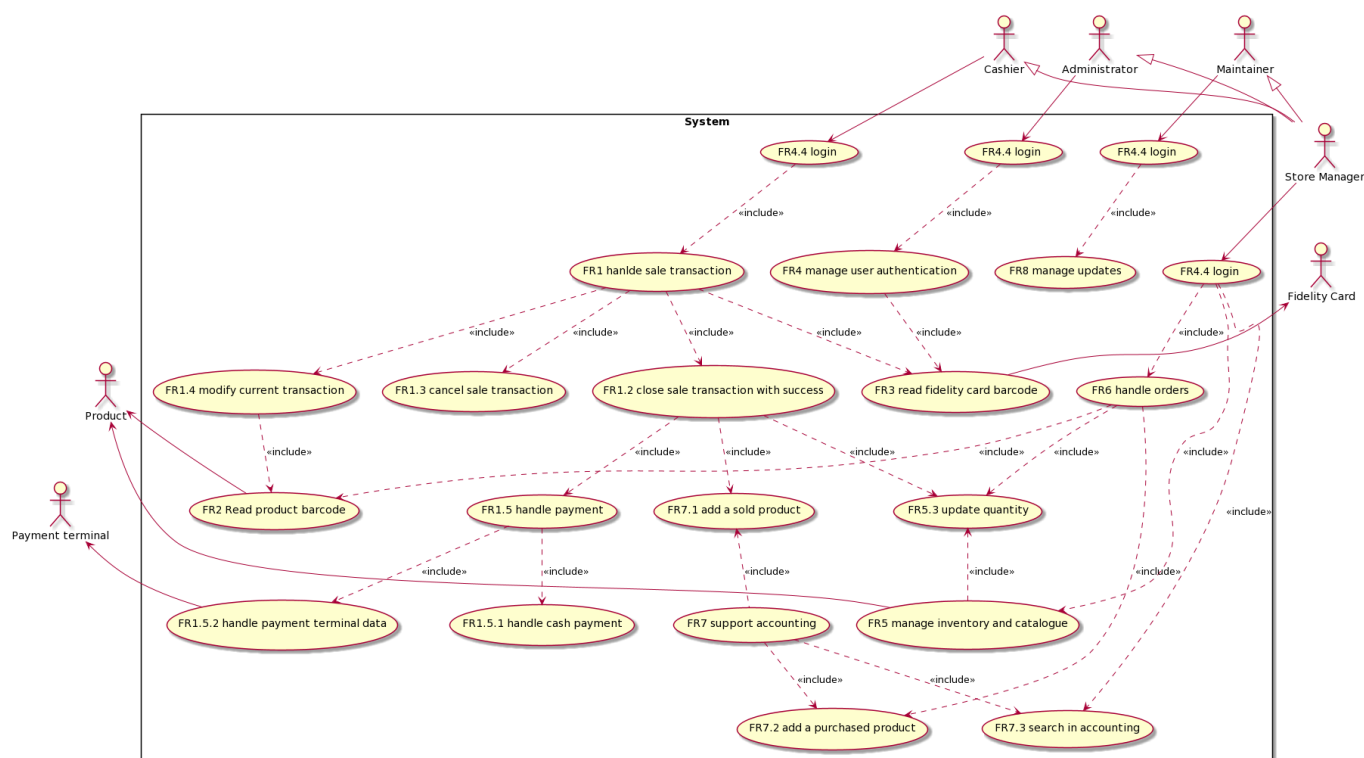 Cashier
Administrator
Maintainer
System
FR4.4 login
FR4.4 login
FR4.4 login
Store Manager
«include»
«include»
«include»
FR1 hanlde sale transaction
FR4 manage user authentication
FR8 manage updates
FR4.4 login
Fidelity Card
«include»
«include»
«include»
«include»
«include»
«include»
FR1.4 modify current transaction
FR1.3 cancel sale transaction
FR1.2 close sale transaction with success
FR3 read fidelity card barcode
FR6 handle orders
Product
«include»
«include»
«include»
«include»
«include»
«include»
«include»
FR2 Read product barcode
FR1.5 handle payment
FR7.1 add a sold product
FR5.3 update quantity
«include»
Payment terminal
«include»
«include»
«include»
«include»
«include»
FR1.5.2 handle payment terminal data
FR1.5.1 handle cash payment
FR7 support accounting
FR5 manage inventory and catalogue
«include»
«include»
FR7.2 add a purchased product
FR7.3 search in accounting